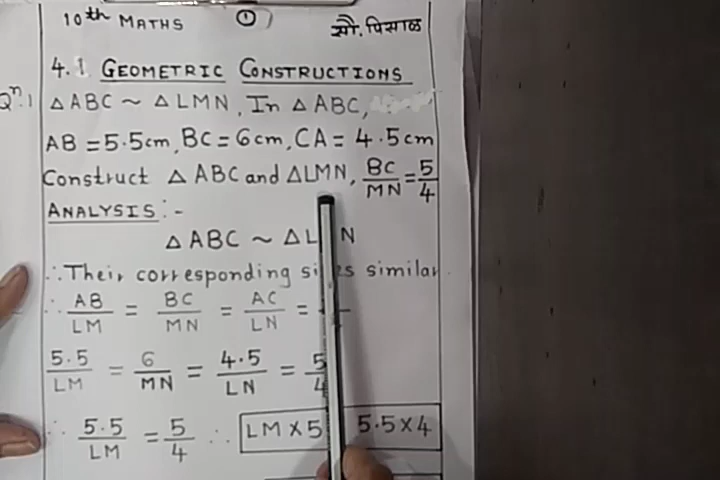 10th MATHS ① सौ. पिसाळ
4.1 GEOMETRIC CONSTRUCTIONS
Qn.1 △ABC ~ △LMN, In △ABC,
AB = 5.5cm, BC = 6cm, CA = 4.5cm
Construct △ABC and △LMN, BC/MN = 5/4
ANALYSIS :-
△ABC ~ △L N
∴ Their corresponding similar.
∴ AB/LM = BC/MN = AC/LN =
5.5/LM = 6/MN = 4.5/LN = 5/4
∴ 5.5/LM = 5/4 ∴ LM × 5 5.5 × 4